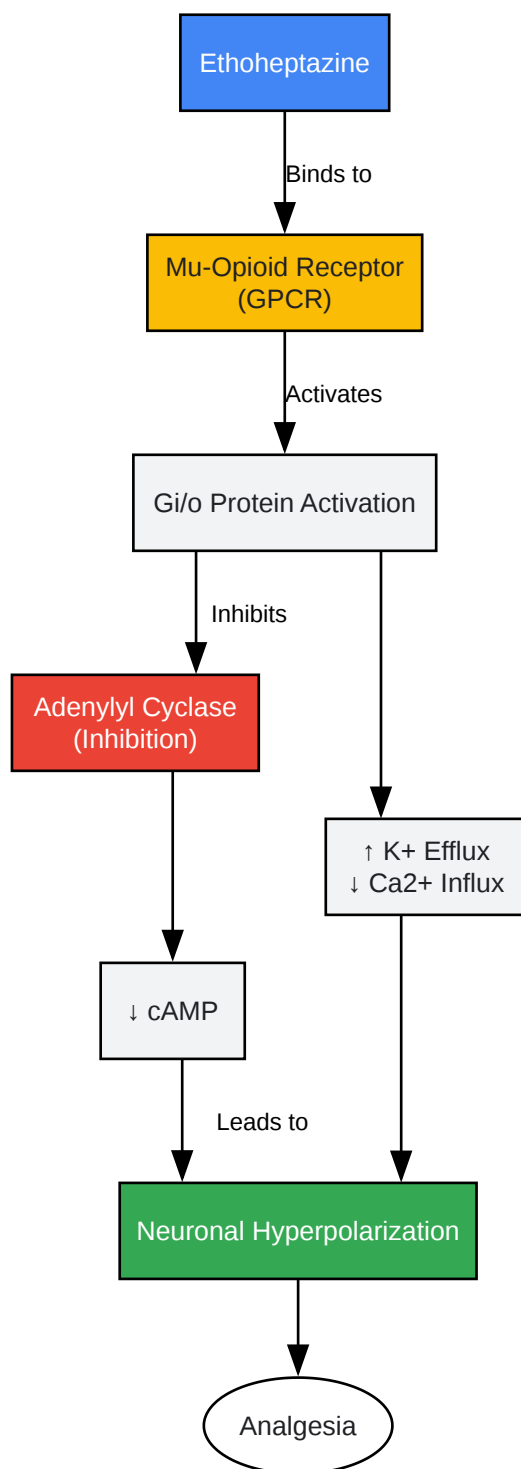 Ethoheptazine
Binds to
Mu-Opioid Receptor
(GPCR)
Activates
Gi/o Protein Activation
Inhibits
Adenylyl Cyclase
(Inhibition)
↑ K+ Efflux
↓ Ca2+ Influx
↓ cAMP
Leads to
Neuronal Hyperpolarization
Analgesia